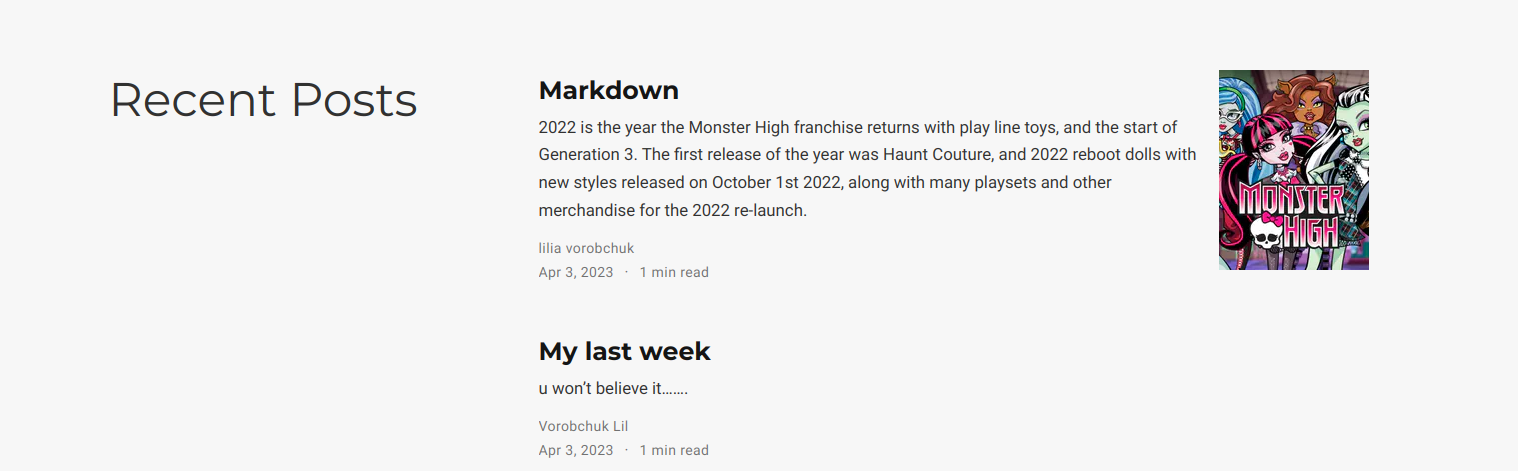 Recent Posts
Markdown
2022 is the year the Monster High franchise returns with play line toys, and the start of
Generation 3. The first release of the year was Haunt Couture, and 2022 reboot dolls with
new styles released on October 1st 2022, along with many playsets and other
merchandise for the 2022 re-launch.
lilia vorobchuk
Apr 3, 2023 · 1 min read
MONSTER
HIGH
My last week
u won’t believe it…….
Vorobchuk Lil
Apr 3, 2023 · 1 min read